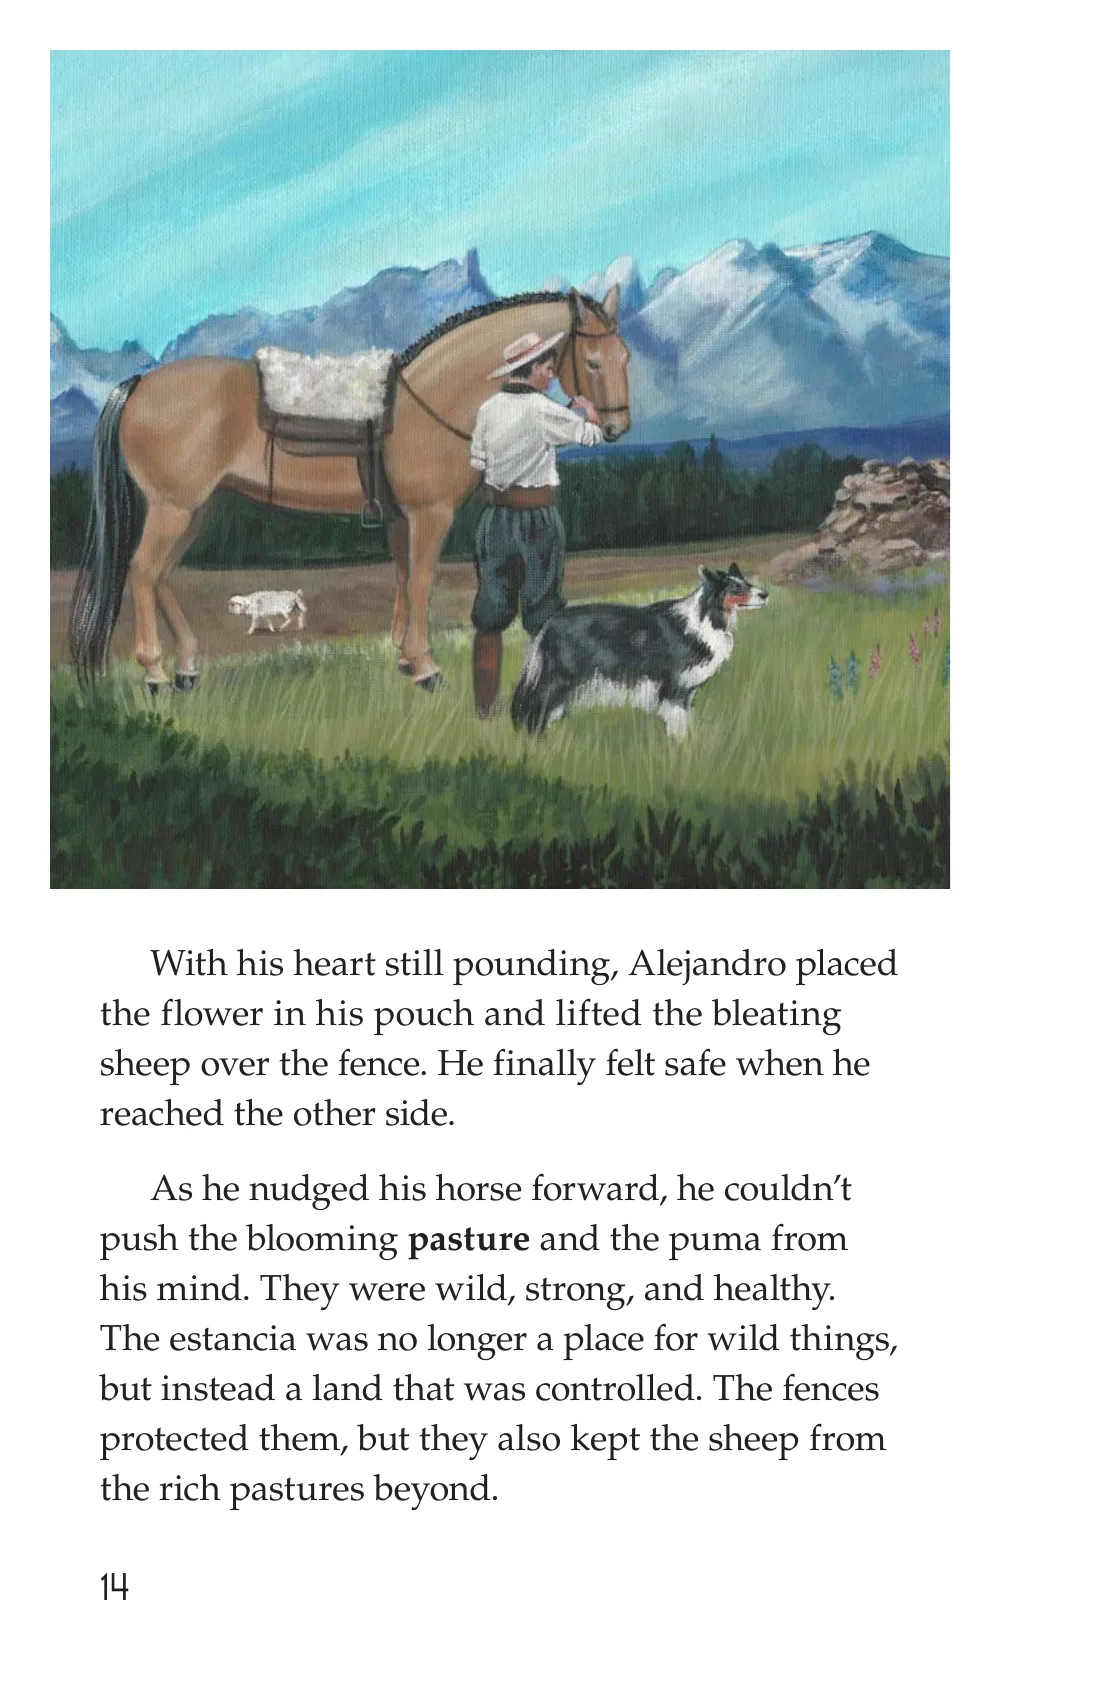 With his heart still pounding, Alejandro placed
the flower in his pouch and lifted the bleating
sheep over the fence. He finally felt safe when he
reached the other side.
As he nudged his horse forward, he couldn’t
push the blooming pasture and the puma from
his mind. They were wild, strong, and healthy.
The estancia was no longer a place for wild things,
but instead a land that was controlled. The fences
protected them, but they also kept the sheep from
the rich pastures beyond.
14